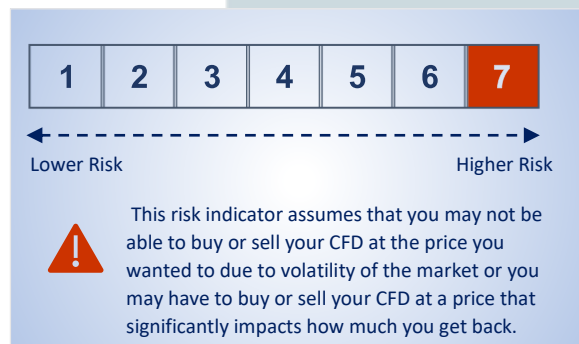 1 2 3 4 5 6 7
Lower Risk Higher Risk
This risk indicator assumes that you may not be
able to buy or sell your CFD at the price you
wanted to due to volatility of the market or you
may have to buy or sell your CFD at a price that
significantly impacts how much you get back.